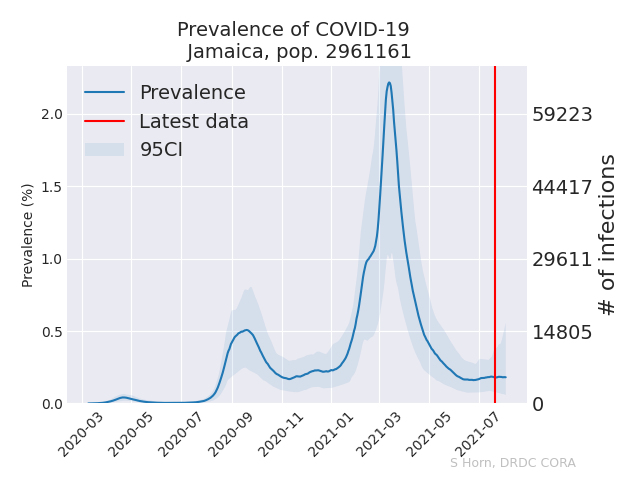 Prevalence of COVID-19
Jamaica, pop. 2961161
Prevalence
Latest data
95CI
Prevalence (%)
2.0
1.5
1.0
0.5
0.0
59223
44417
29611
14805
0
# of infections
2020-03
2020-05
2020-07
2020-09
2020-11
2021-01
2021-03
2021-05
2021-07
S Horn, DRDC CORA